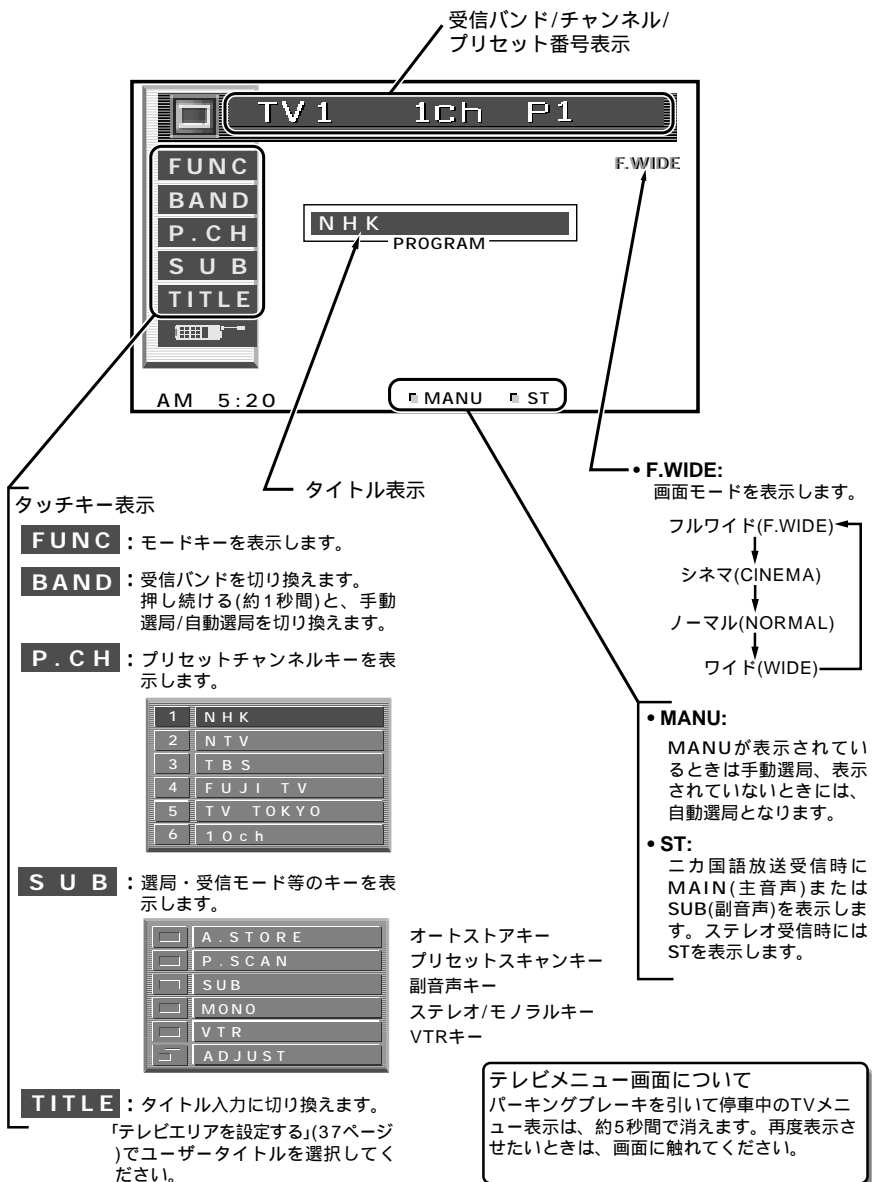 受信バンド/チャンネル/
プリセット番号表示
TV1 1ch P1
FUNC
BAND
P.CH
SUB
TITLE
F.WIDE
NHK
PROGRAM
AM 5:20
MANU ST
タッチキー表示
タイトル表示
FUNC：モードキーを表示します。
BAND：受信バンドを切り換えます。
押し続ける(約1秒間)と、手動
選局/自動選局を切り換えます。
P.CH：プリセットチャンネルキーを表
示します。
1 NHK
2 NTV
3 TBS
4 FUJI TV
5 TV TOKYO
6 10ch
SUB：選局・受信モード等のキーを表
示します。
A.STORE オートストアキー
P.SCAN プリセットスキャンキー
SUB 副音声キー
MONO ステレオ/モノラルキー
VTR VTRキー
ADJUST
TITLE：タイトル入力に切り換えます。
「テレビエリアを設定する」(37ページ
)でユーザータイトルを選択してく
ださい。
• F.WIDE:
画面モードを表示します。
フルワイド(F.WIDE)
シネマ(CINEMA)
ノーマル(NORMAL)
ワイド(WIDE)
• MANU:
MANUが表示されてい
るときは手動選局、表示
されていないときには、
自動選局となります。
• ST:
二カ国語放送受信時に
MAIN(主音声)または
SUB(副音声)を表示しま
す。ステレオ受信時には
STを表示します。
テレビメニュー画面について
パーキングブレーキを引いて停車中のTVメニ
ュー表示は、約5秒間で消えます。再度表示さ
せたいときは、画面に触れてください。